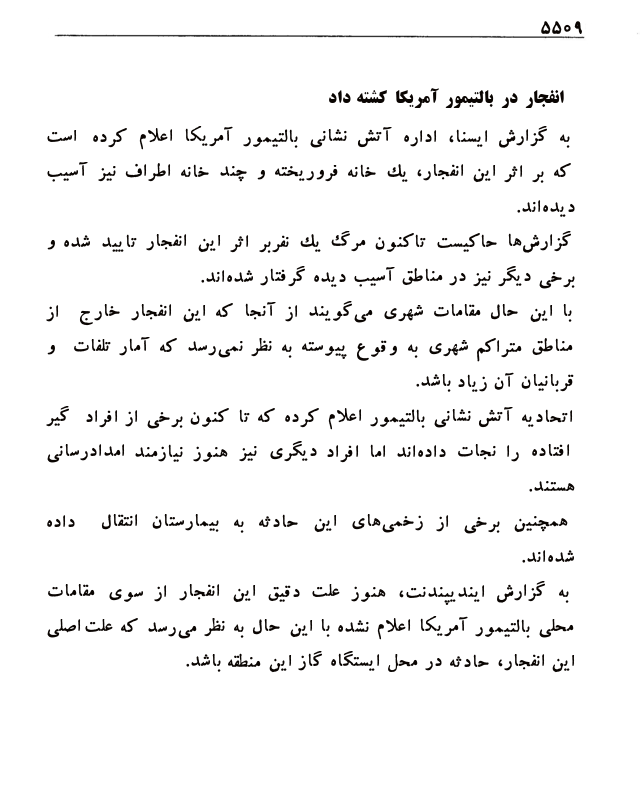 ۵۵۰۹
انفجار در بالتیمور آمریکا کشته داد
به گزارش ایسنا، اداره آتش نشانی بالتیمور آمریکا اعلام کرده است
که بر اثر این انفجار، یك خانه فروریخته و چند خانه اطراف نیز آسیب
دیده‌اند.
گزارش‌ها حاکیست تاکنون مرگ یك نفربر اثر این انفجار تایید شده و
برخی دیگر نیز در مناطق آسیب دیده گرفتار شده‌اند.
با این حال مقامات شهری می‌گویند از آنجا که این انفجار خارج از
مناطق متراکم شهری به وقوع پیوسته به نظر نمی‌رسد که آمار تلفات و
قربانیان آن زیاد باشد.
اتحادیه آتش نشانی بالتیمور اعلام کرده که تا کنون برخی از افراد گیر
افتاده را نجات داده‌اند اما افراد دیگری نیز هنوز نیازمند امدادرسانی
هستند.
همچنین برخی از زخمی‌های این حادثه به بیمارستان انتقال داده
شده‌اند.
به گزارش ایندیپندنت، هنوز علت دقیق این انفجار از سوی مقامات
محلی بالتیمور آمریکا اعلام نشده با این حال به نظر می‌رسد که علت اصلی
این انفجار، حادثه در محل ایستگاه گاز این منطقه باشد.